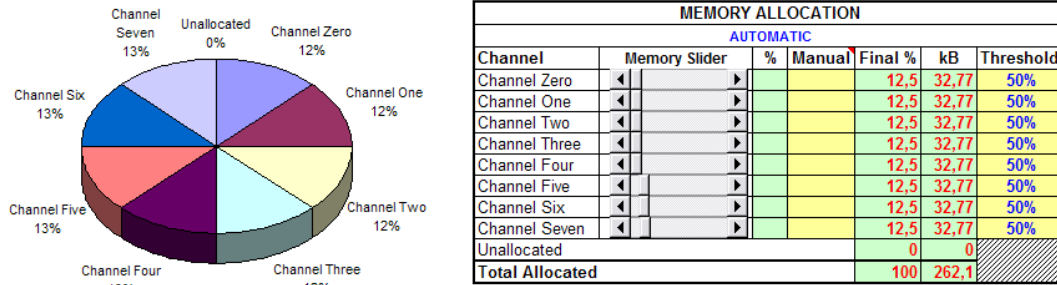 Channel
Seven
13%
Unallocated
0%
Channel Zero
12%
Channel One
12%
Channel Two
12%
Channel Three
Channel Four
Channel Five
13%
Channel Six
13%
MEMORY ALLOCATION
AUTOMATIC
Channel Memory Slider % Manual Final % kB Threshold
Channel Zero 12,5 32,77 50%
Channel One 12,5 32,77 50%
Channel Two 12,5 32,77 50%
Channel Three 12,5 32,77 50%
Channel Four 12,5 32,77 50%
Channel Five 12,5 32,77 50%
Channel Six 12,5 32,77 50%
Channel Seven 12,5 32,77 50%
Unallocated 0 0
Total Allocated 100 262,1